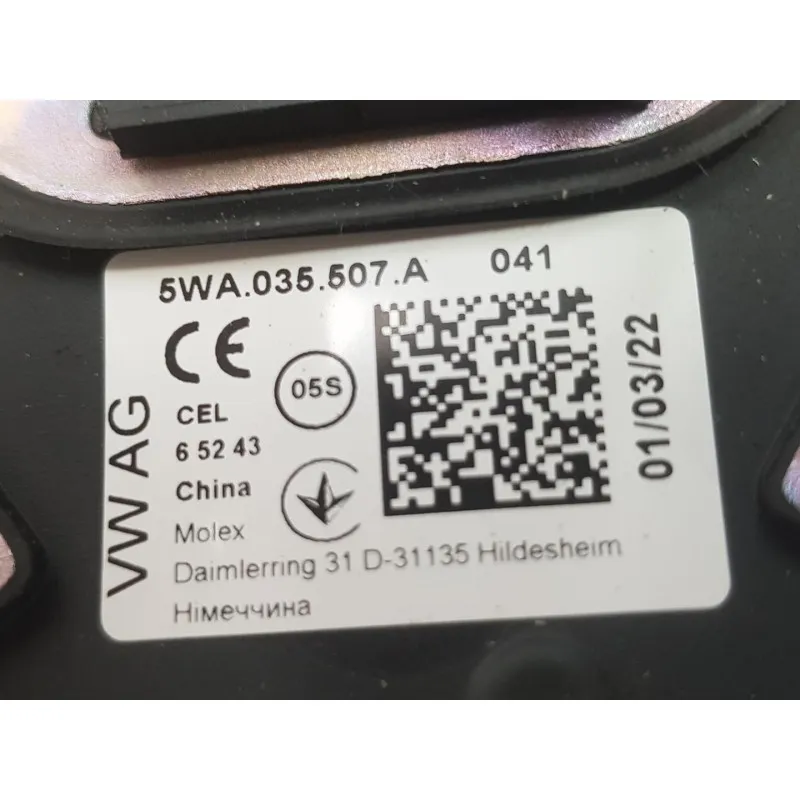 5WA.035.507.A 041
CE
05S
CEL
6 52 43
China
Molex
Daimlerring 31 D-31135 Hildesheim
Німеччина
VW AG
01/03/22